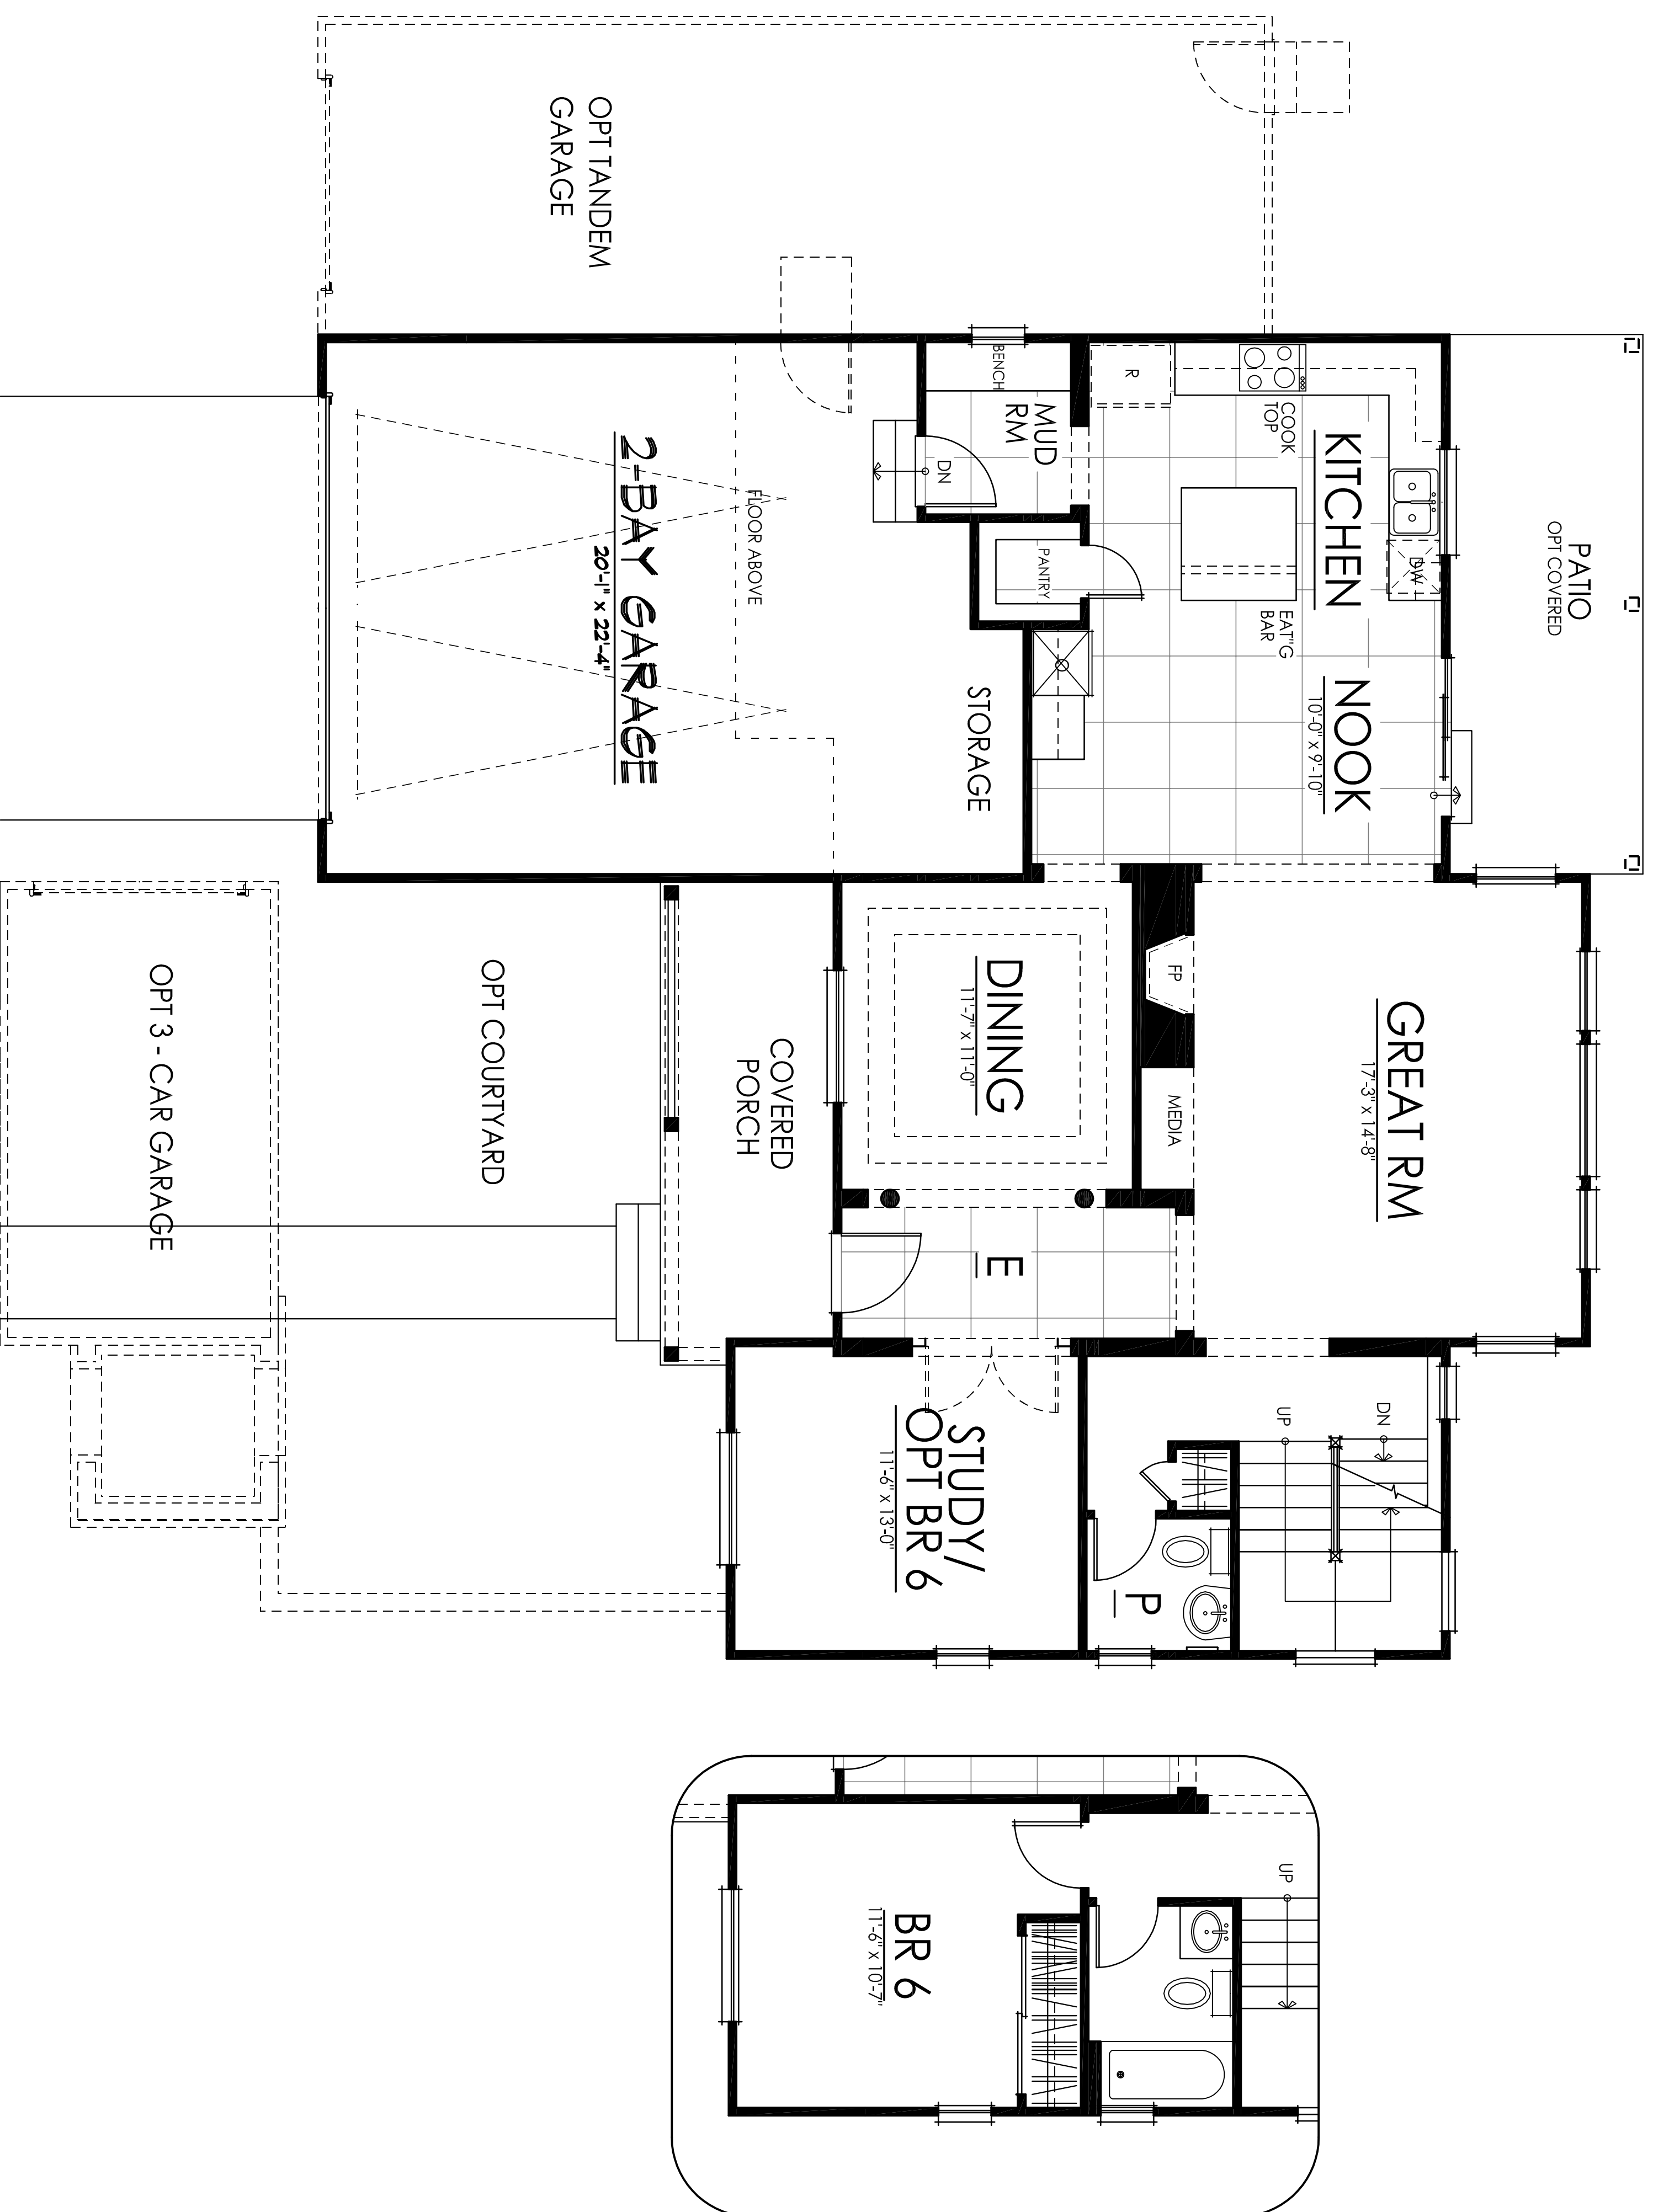 PATIO
OPT COVERED
KITCHEN
COOK
TOP
DW
R
EAT'G
BAR
NOOK
10'-0" x 9'-10"
GREAT RM
17'-3" x 14'-8"
FP
MEDIA
DN
UP
BENCH
MUD
RM
DN
PANTRY
STORAGE
DINING
11'-7" x 11'-0"
E
P
STUDY/
OPT BR 6
11'-6" x 13'-0"
FLOOR ABOVE
2-BAY GARAGE
20'-1" x 22'-4"
COVERED
PORCH
OPT TANDEM
GARAGE
OPT COURTYARD
OPT 3 - CAR GARAGE
UP
BR 6
11'-6" x 10'-7"